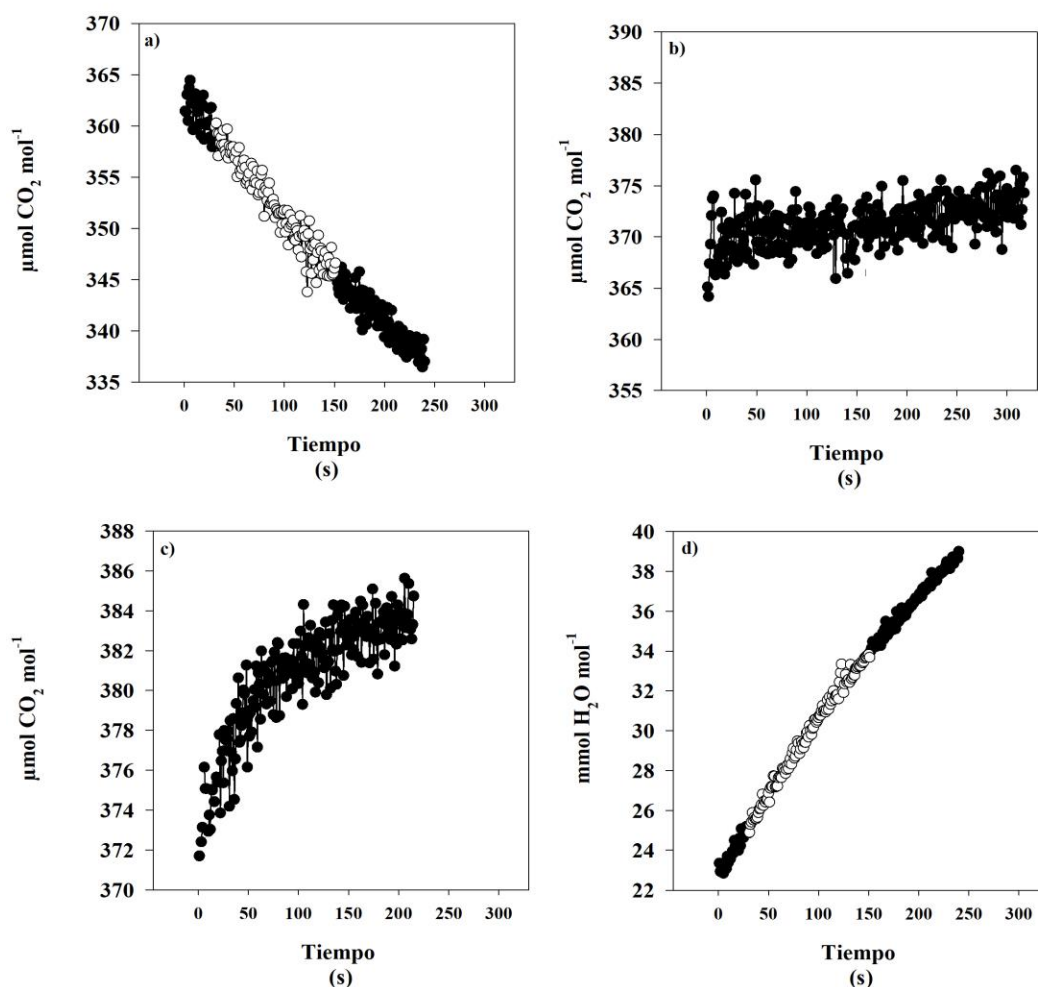 a)
370
365
360
355
350
345
340
335
µmol CO₂ mol⁻¹
0 50 100 150 200 250 300
Tiempo
(s)
b)
390
385
380
375
370
365
360
355
µmol CO₂ mol⁻¹
0 50 100 150 200 250 300
Tiempo
(s)
c)
388
386
384
382
380
378
376
374
372
370
µmol CO₂ mol⁻¹
0 50 100 150 200 250 300
Tiempo
(s)
d)
40
38
36
34
32
30
28
26
24
22
mmol H₂O mol⁻¹
0 50 100 150 200 250 300
Tiempo
(s)